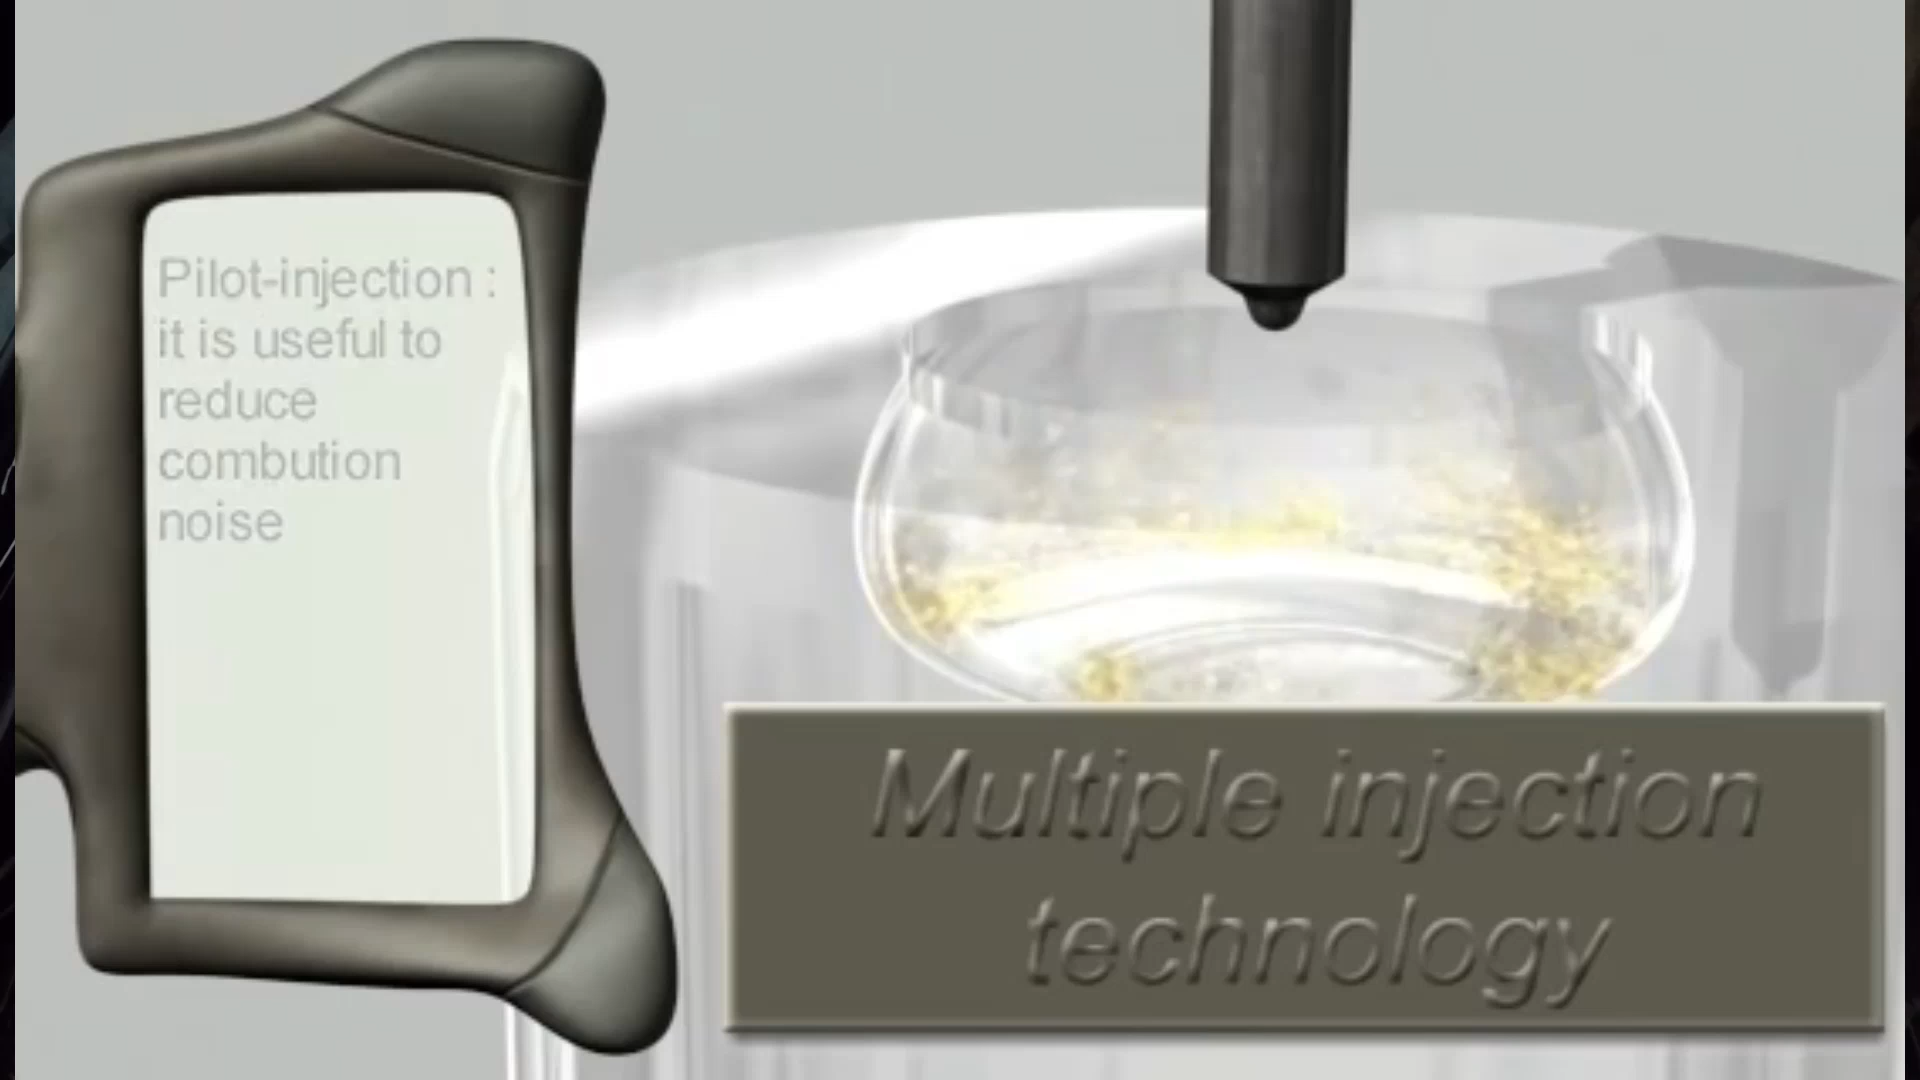 Pilot-injection :
it is useful to
reduce
combution
noise
Multiple injection
technology